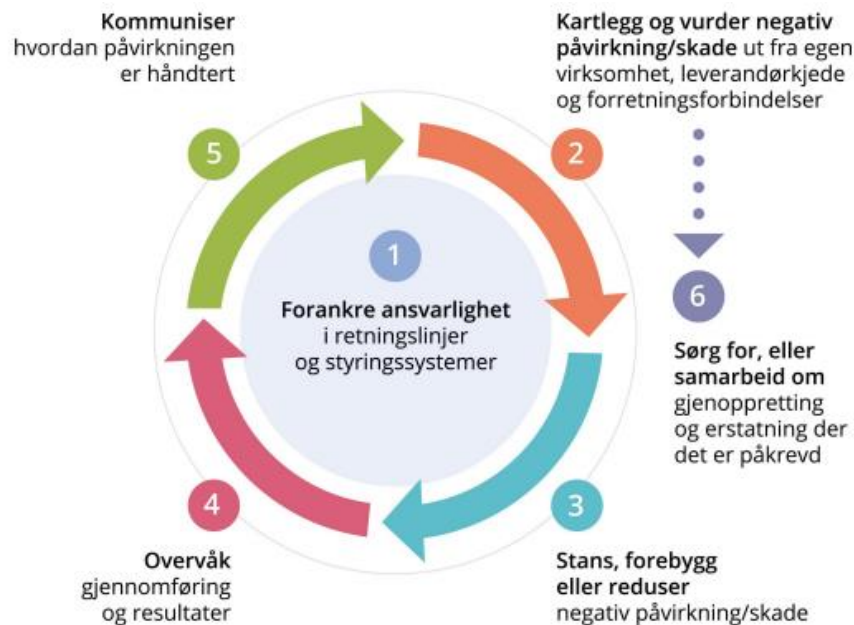 1
Forankre ansvarlighet
i retningslinjer
og styringssystemer
2
Kartlegg og vurder negativ
påvirkning/skade ut fra egen
virksomhet, leverandørkjede
og forretningsforbindelser
3
Stans, forebygg
eller reduser
negativ påvirkning/skade
4
Overvåk
gjennomføring
og resultater
5
Kommuniser
hvordan påvirkningen
er håndtert
6
Sørg for, eller
samarbeid om
gjenoppretting
og erstatning der
det er påkrevd